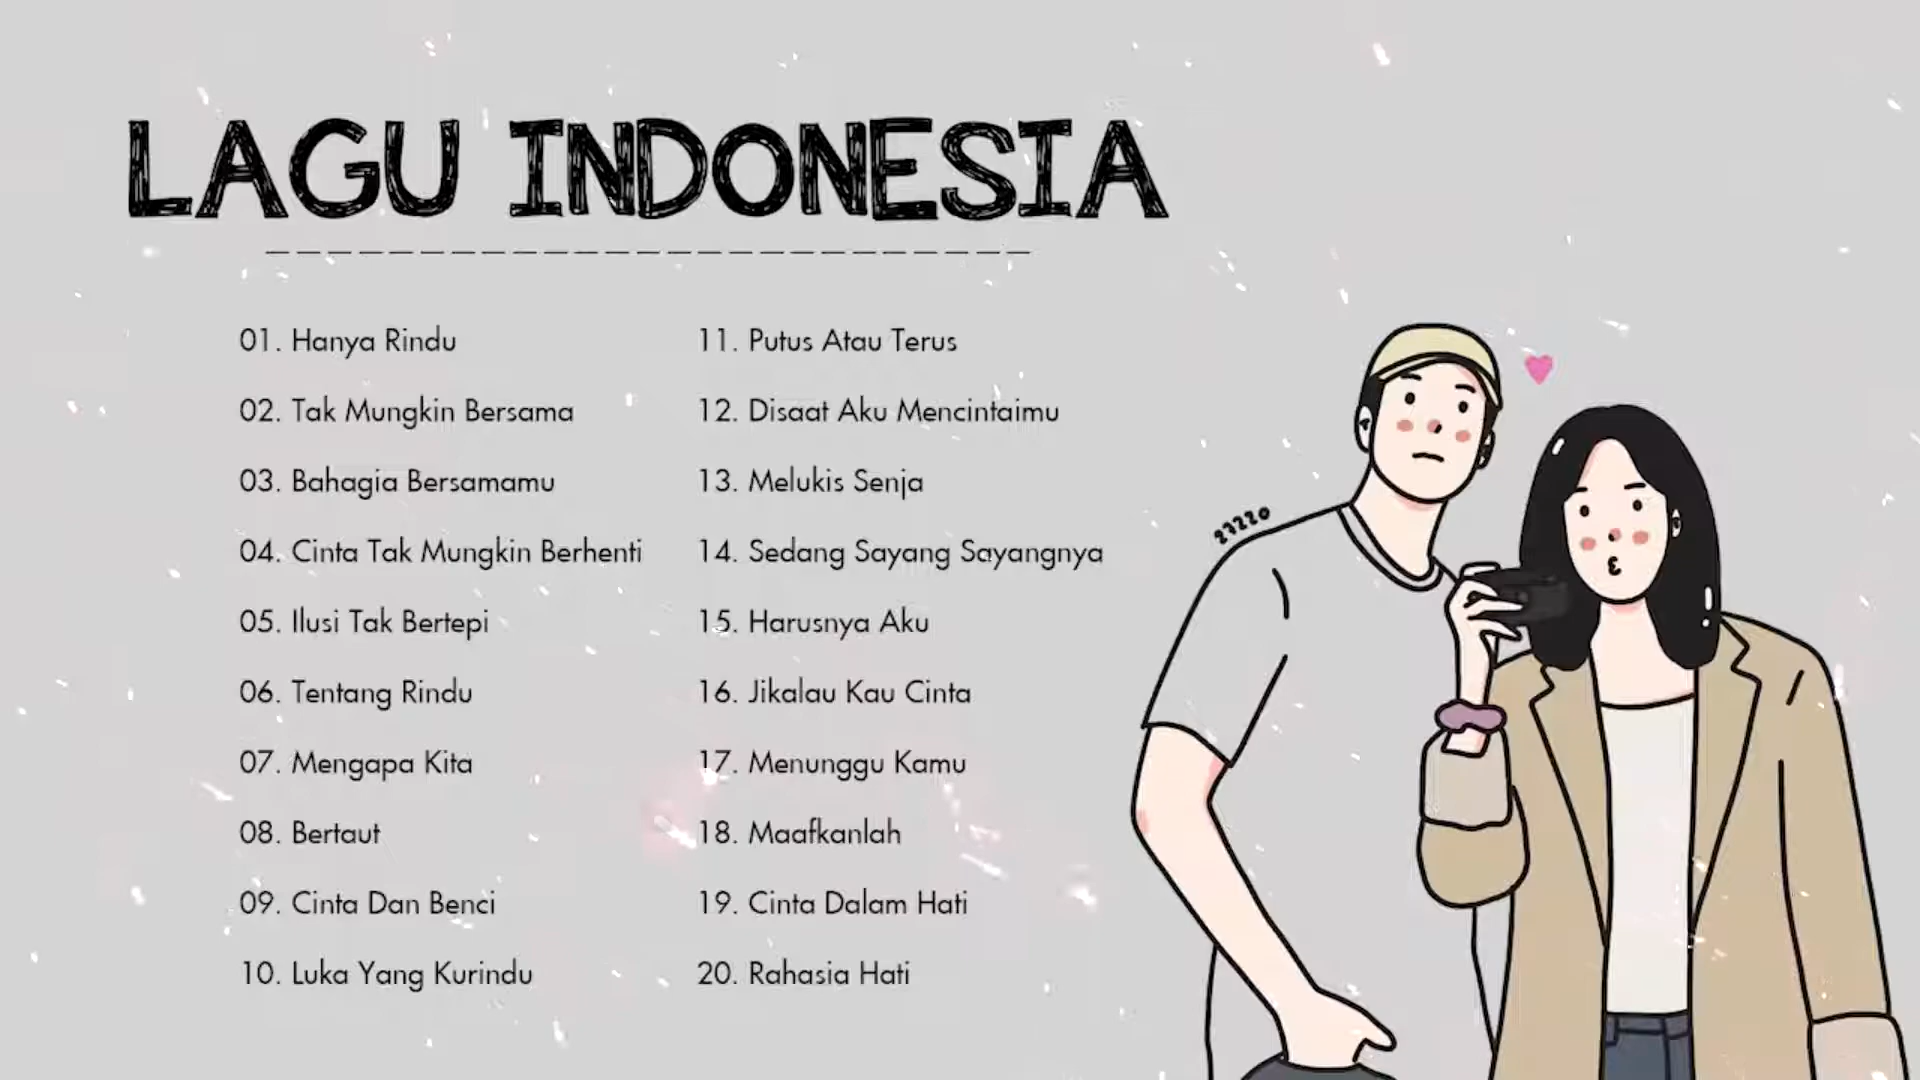 LAGU INDONESIA
01. Hanya Rindu
02. Tak Mungkin Bersama
03. Bahagia Bersamamu
04. Cinta Tak Mungkin Berhenti
05. Ilusi Tak Bertepi
06. Tentang Rindu
07. Mengapa Kita
08. Bertaut
09. Cinta Dan Benci
10. Luka Yang Kurindu
11. Putus Atau Terus
12. Disaat Aku Mencintaimu
13. Melukis Senja
14. Sedang Sayang Sayangnya
15. Harusnya Aku
16. Jikalau Kau Cinta
17. Menunggu Kamu
18. Maafkanlah
19. Cinta Dalam Hati
20. Rahasia Hati
27220